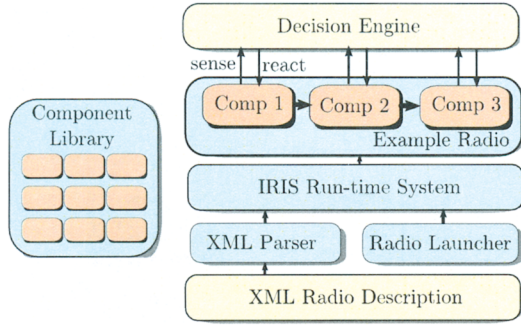 Decision Engine
sense
react
Comp 1
Comp 2
Comp 3
Example Radio
Component
Library
IRIS Run-time System
XML Parser
Radio Launcher
XML Radio Description